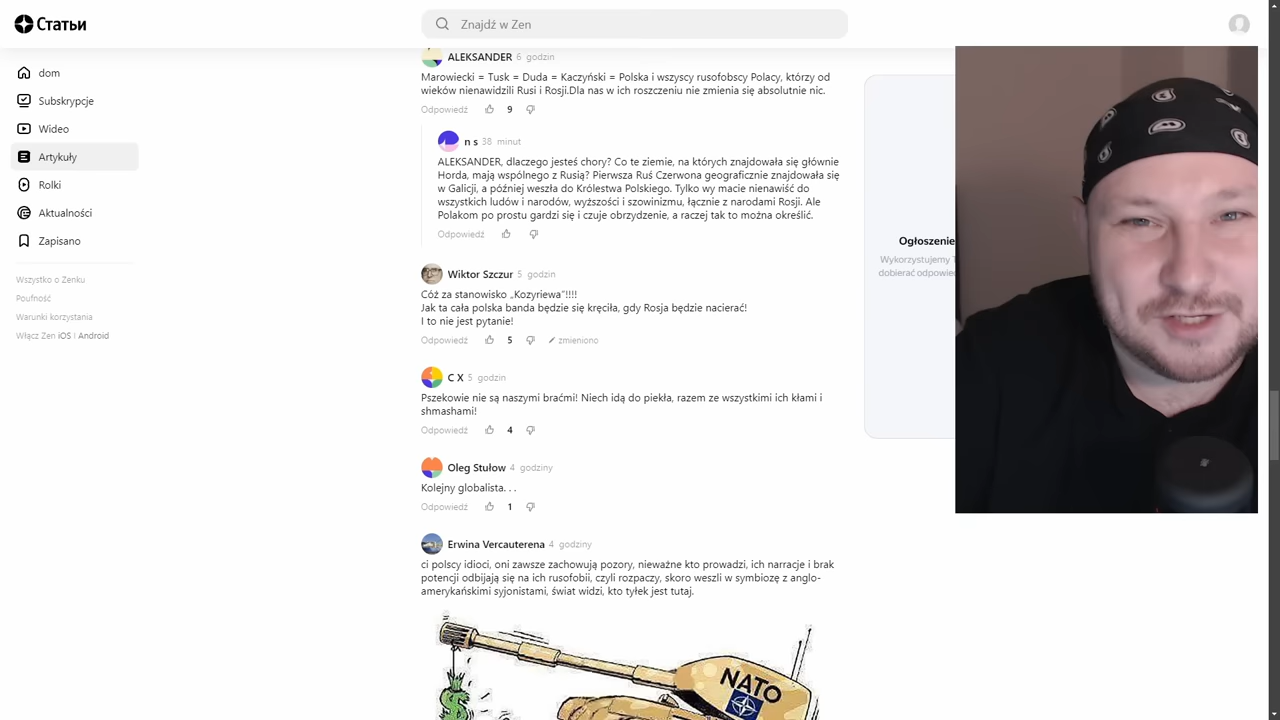 Статьи
Znajdź w Zen
dom
Subskrypcje
Wideo
Artykuły
Rolki
Aktualności
Zapisano
Wszystko o Zenku
Poufność
Warunki korzystania
Włącz Zen iOS i Android
ALEKSANDER 6 godzin
Marowiecki = Tusk = Duda = Kaczyński = Polska i wszyscy rusofobscy Polacy, którzy od
wieków nienawidzili Rusi i Rosji.Dla nas w ich roszczeniu nie zmienia się absolutnie nic.
Odpowiedź 9
n s 38 minut
ALEKSANDER, dlaczego jesteś chory? Co te ziemie, na których znajdowała się głównie
Horda, mają wspólnego z Rusią? Pierwsza Ruś Czerwona geograficznie znajdowała się
w Galicji, a później weszła do Królestwa Polskiego. Tylko wy macie nienawiść do
wszystkich ludów i narodów, wyższości i szowinizmu, łącznie z narodami Rosji. Ale
Polakom po prostu gardzi się i czuje obrzydzenie, a raczej tak to można określić.
Odpowiedź
Wiktor Szczur 5 godzin
Cóż za stanowisko „Kozyriewa”!!!!
Jak ta cała polska banda będzie się kręciła, gdy Rosja będzie nacierać!
I to nie jest pytanie!
Odpowiedź 5 zmieniono
C X 5 godzin
Pszekowie nie są naszymi braćmi! Niech idą do piekła, razem ze wszystkimi ich kłami i
shmashami!
Odpowiedź 4
Oleg Stułow 4 godziny
Kolejny globalista. . .
Odpowiedź 1
Erwina Vercauterena 4 godziny
ci polscy idioci, oni zawsze zachowują pozory, nieważne kto prowadzi, ich narracje i brak
potencji odbijają się na ich rusofobii, czyli rozpaczy, skoro weszli w symbiozę z anglo-
amerykańskimi syjonistami, świat widzi, kto tyłek jest tutaj.
NATO
Ogłoszenie
Wykorzystujemy
dobierać odpowie